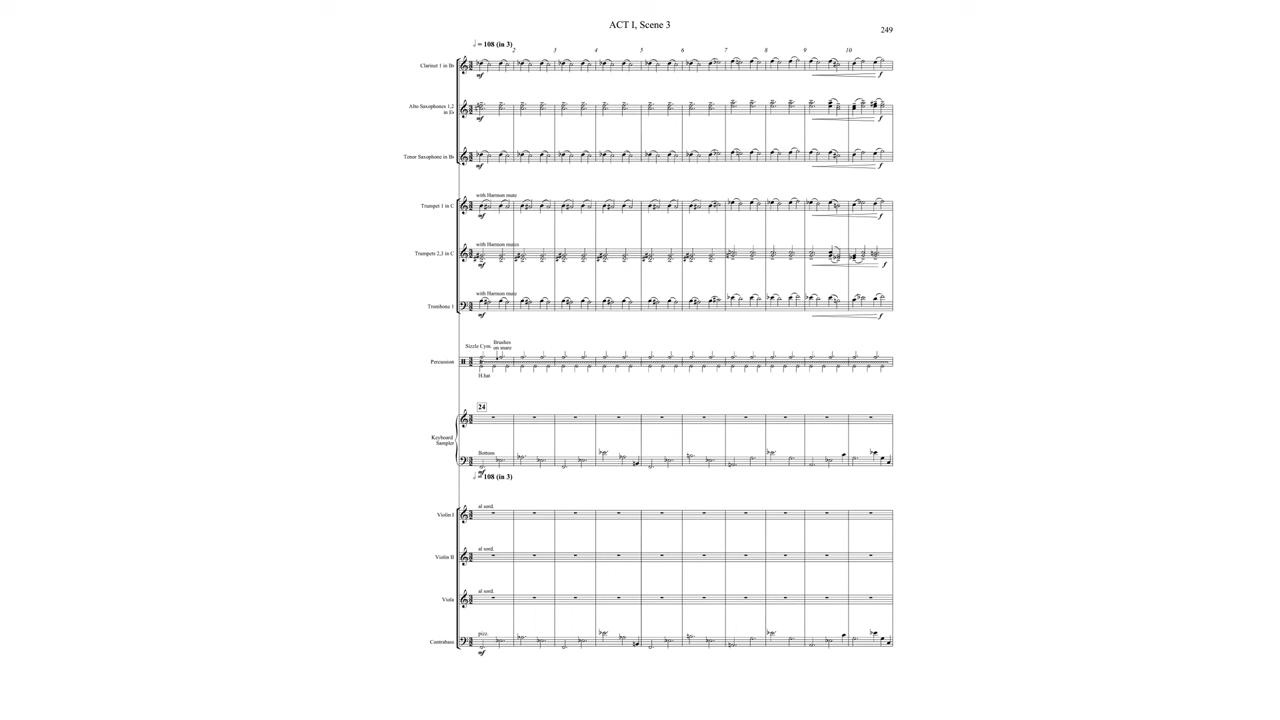 ACT I, Scene 3
249
𝅗𝅥 = 108 (in 3)
2 3 4 5 6 7 8 9 10
Clarinet 1 in B♭
mf f
Alto Saxophones 1,2
in E♭
mf f
Tenor Saxophone in B♭
mf f
with Harmon mute
Trumpet 1 in C
mf f
with Harmon mutes
Trumpets 2,3 in C
mf f
with Harmon mute
Trombone 1
mf f
Sizzle Cym.
Brushes
on snare
Percussion
H.hat
24
Keyboard
Sampler
Bottom
mf
𝅗𝅥 = 108 (in 3)
al sord.
Violin I
al sord.
Violin II
al sord.
Viola
pizz.
Contrabass
mf